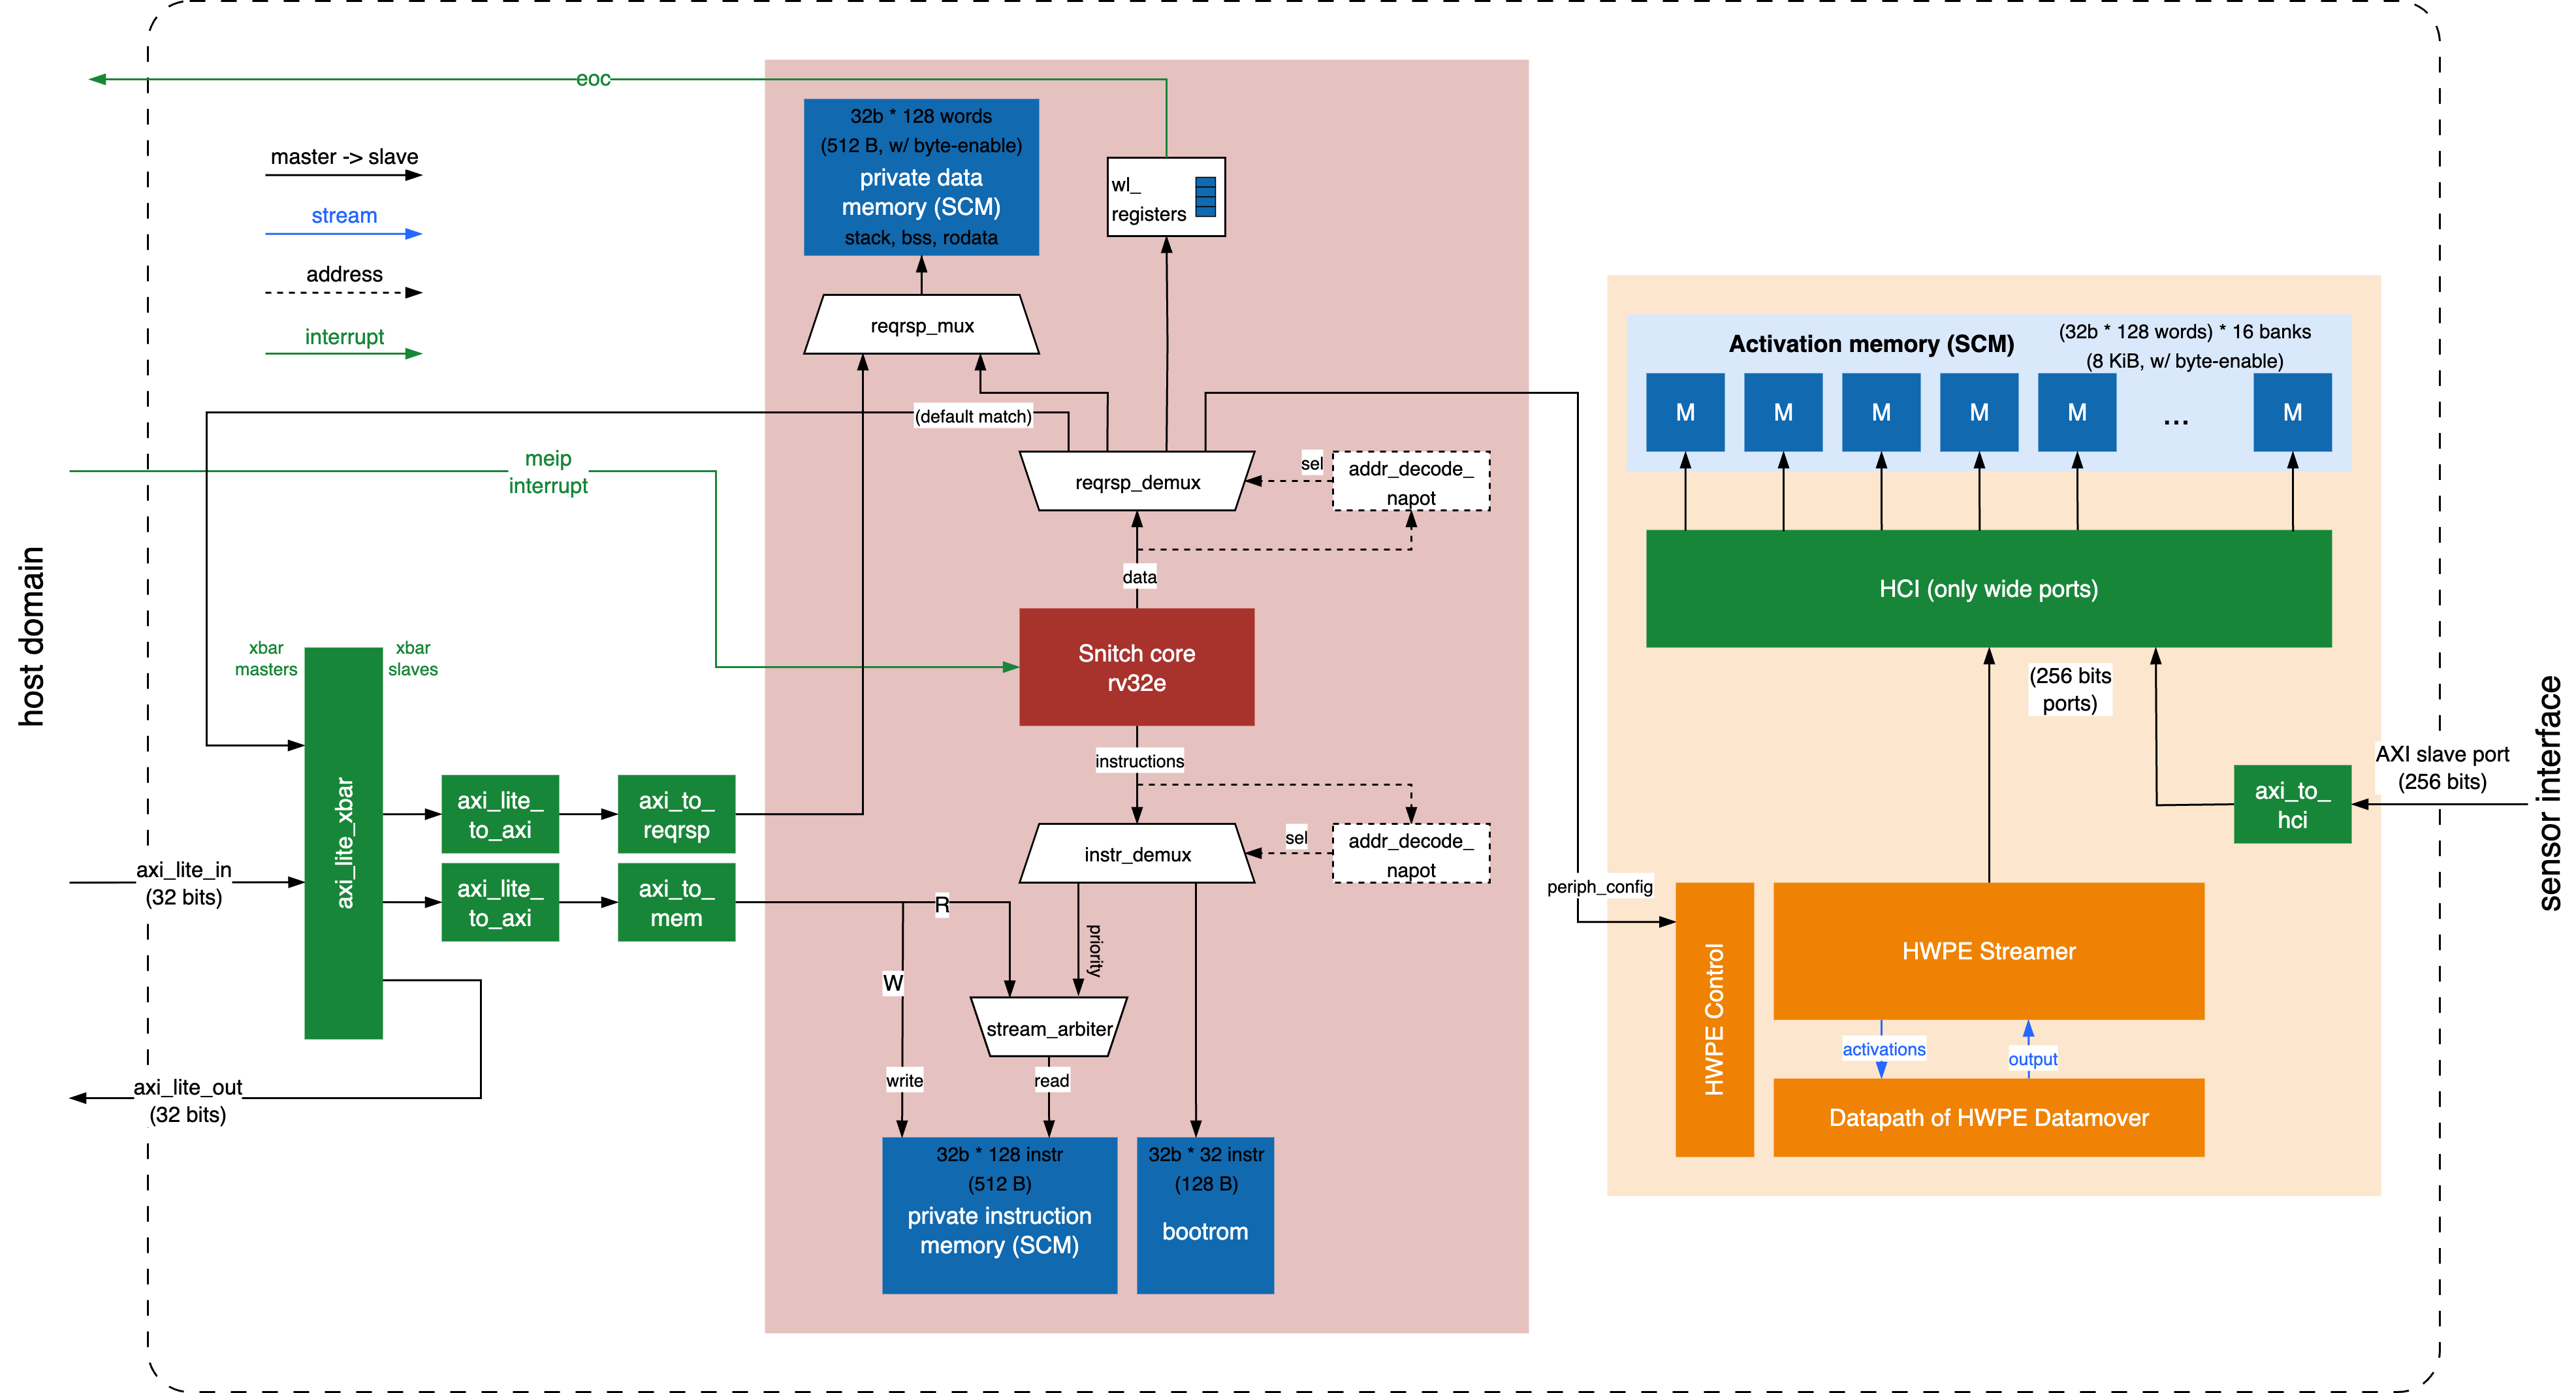 eoc
32b * 128 words
(512 B, w/ byte-enable)
private data
memory (SCM)
stack, bss, rodata
wl_
registers
master -> slave
stream
address
interrupt
reqrsp_mux
(default match)
meip
interrupt
reqrsp_demux
sel
addr_decode_
napot
data
host domain
xbar
masters
xbar
slaves
axi_lite_xbar
Snitch core
rv32e
instructions
axi_lite_
to_axi
axi_to_
reqrsp
axi_lite_in
(32 bits)
axi_lite_
to_axi
axi_to_
mem
instr_demux
sel
addr_decode_
napot
R
W
priority
stream_arbiter
write
read
axi_lite_out
(32 bits)
32b * 128 instr
(512 B)
private instruction
memory (SCM)
32b * 32 instr
(128 B)
bootrom
Activation memory (SCM)
(32b * 128 words) * 16 banks
(8 KiB, w/ byte-enable)
M
M
M
M
M
...
M
HCI (only wide ports)
(256 bits
ports)
AXI slave port
(256 bits)
axi_to_
hci
sensor interface
periph_config
HWPE Control
HWPE Streamer
activations
output
Datapath of HWPE Datamover